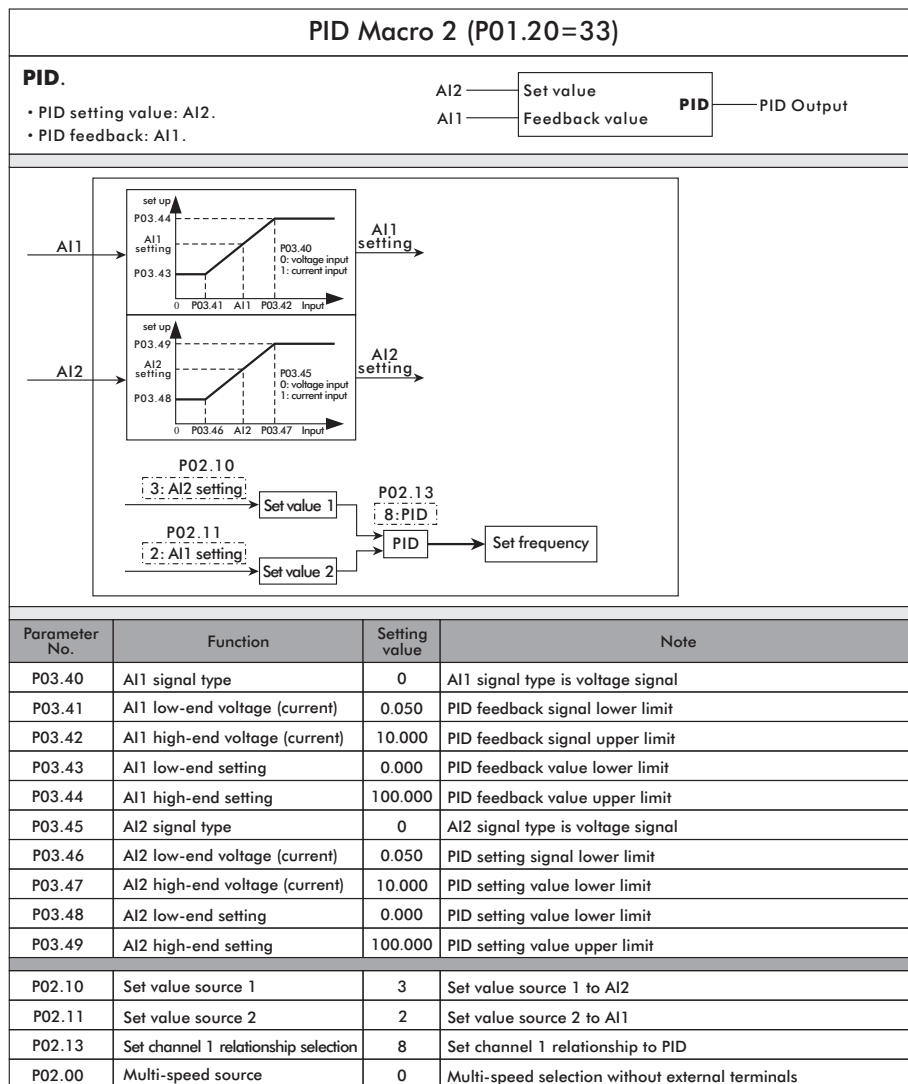 PID Macro 2 (P01.20=33)
PID.
• PID setting value: AI2.
• PID feedback: AI1.
AI2
AI1
Set value
Feedback value
PID
PID Output
set up
P03.44
AI1
setting
P03.43
0 P03.41 AI1 P03.42 Input
P03.40
0: voltage input
1: current input
AI1
AI1
setting
set up
P03.49
AI2
setting
P03.48
0 P03.46 AI2 P03.47 Input
P03.45
0: voltage input
1: current input
AI2
AI2
setting
P02.10
3: AI2 setting
Set value 1
P02.11
2: AI1 setting
Set value 2
P02.13
8:PID
PID
Set frequency
Parameter No. Function Setting value Note
P03.40 AI1 signal type 0 AI1 signal type is voltage signal
P03.41 AI1 low-end voltage (current) 0.050 PID feedback signal lower limit
P03.42 AI1 high-end voltage (current) 10.000 PID feedback signal upper limit
P03.43 AI1 low-end setting 0.000 PID feedback value lower limit
P03.44 AI1 high-end setting 100.000 PID feedback value upper limit
P03.45 AI2 signal type 0 AI2 signal type is voltage signal
P03.46 AI2 low-end voltage (current) 0.050 PID setting signal lower limit
P03.47 AI2 high-end voltage (current) 10.000 PID setting value lower limit
P03.48 AI2 low-end setting 0.000 PID setting value lower limit
P03.49 AI2 high-end setting 100.000 PID setting value upper limit
P02.10 Set value source 1 3 Set value source 1 to AI2
P02.11 Set value source 2 2 Set value source 2 to AI1
P02.13 Set channel 1 relationship selection 8 Set channel 1 relationship to PID
P02.00 Multi-speed source 0 Multi-speed selection without external terminals